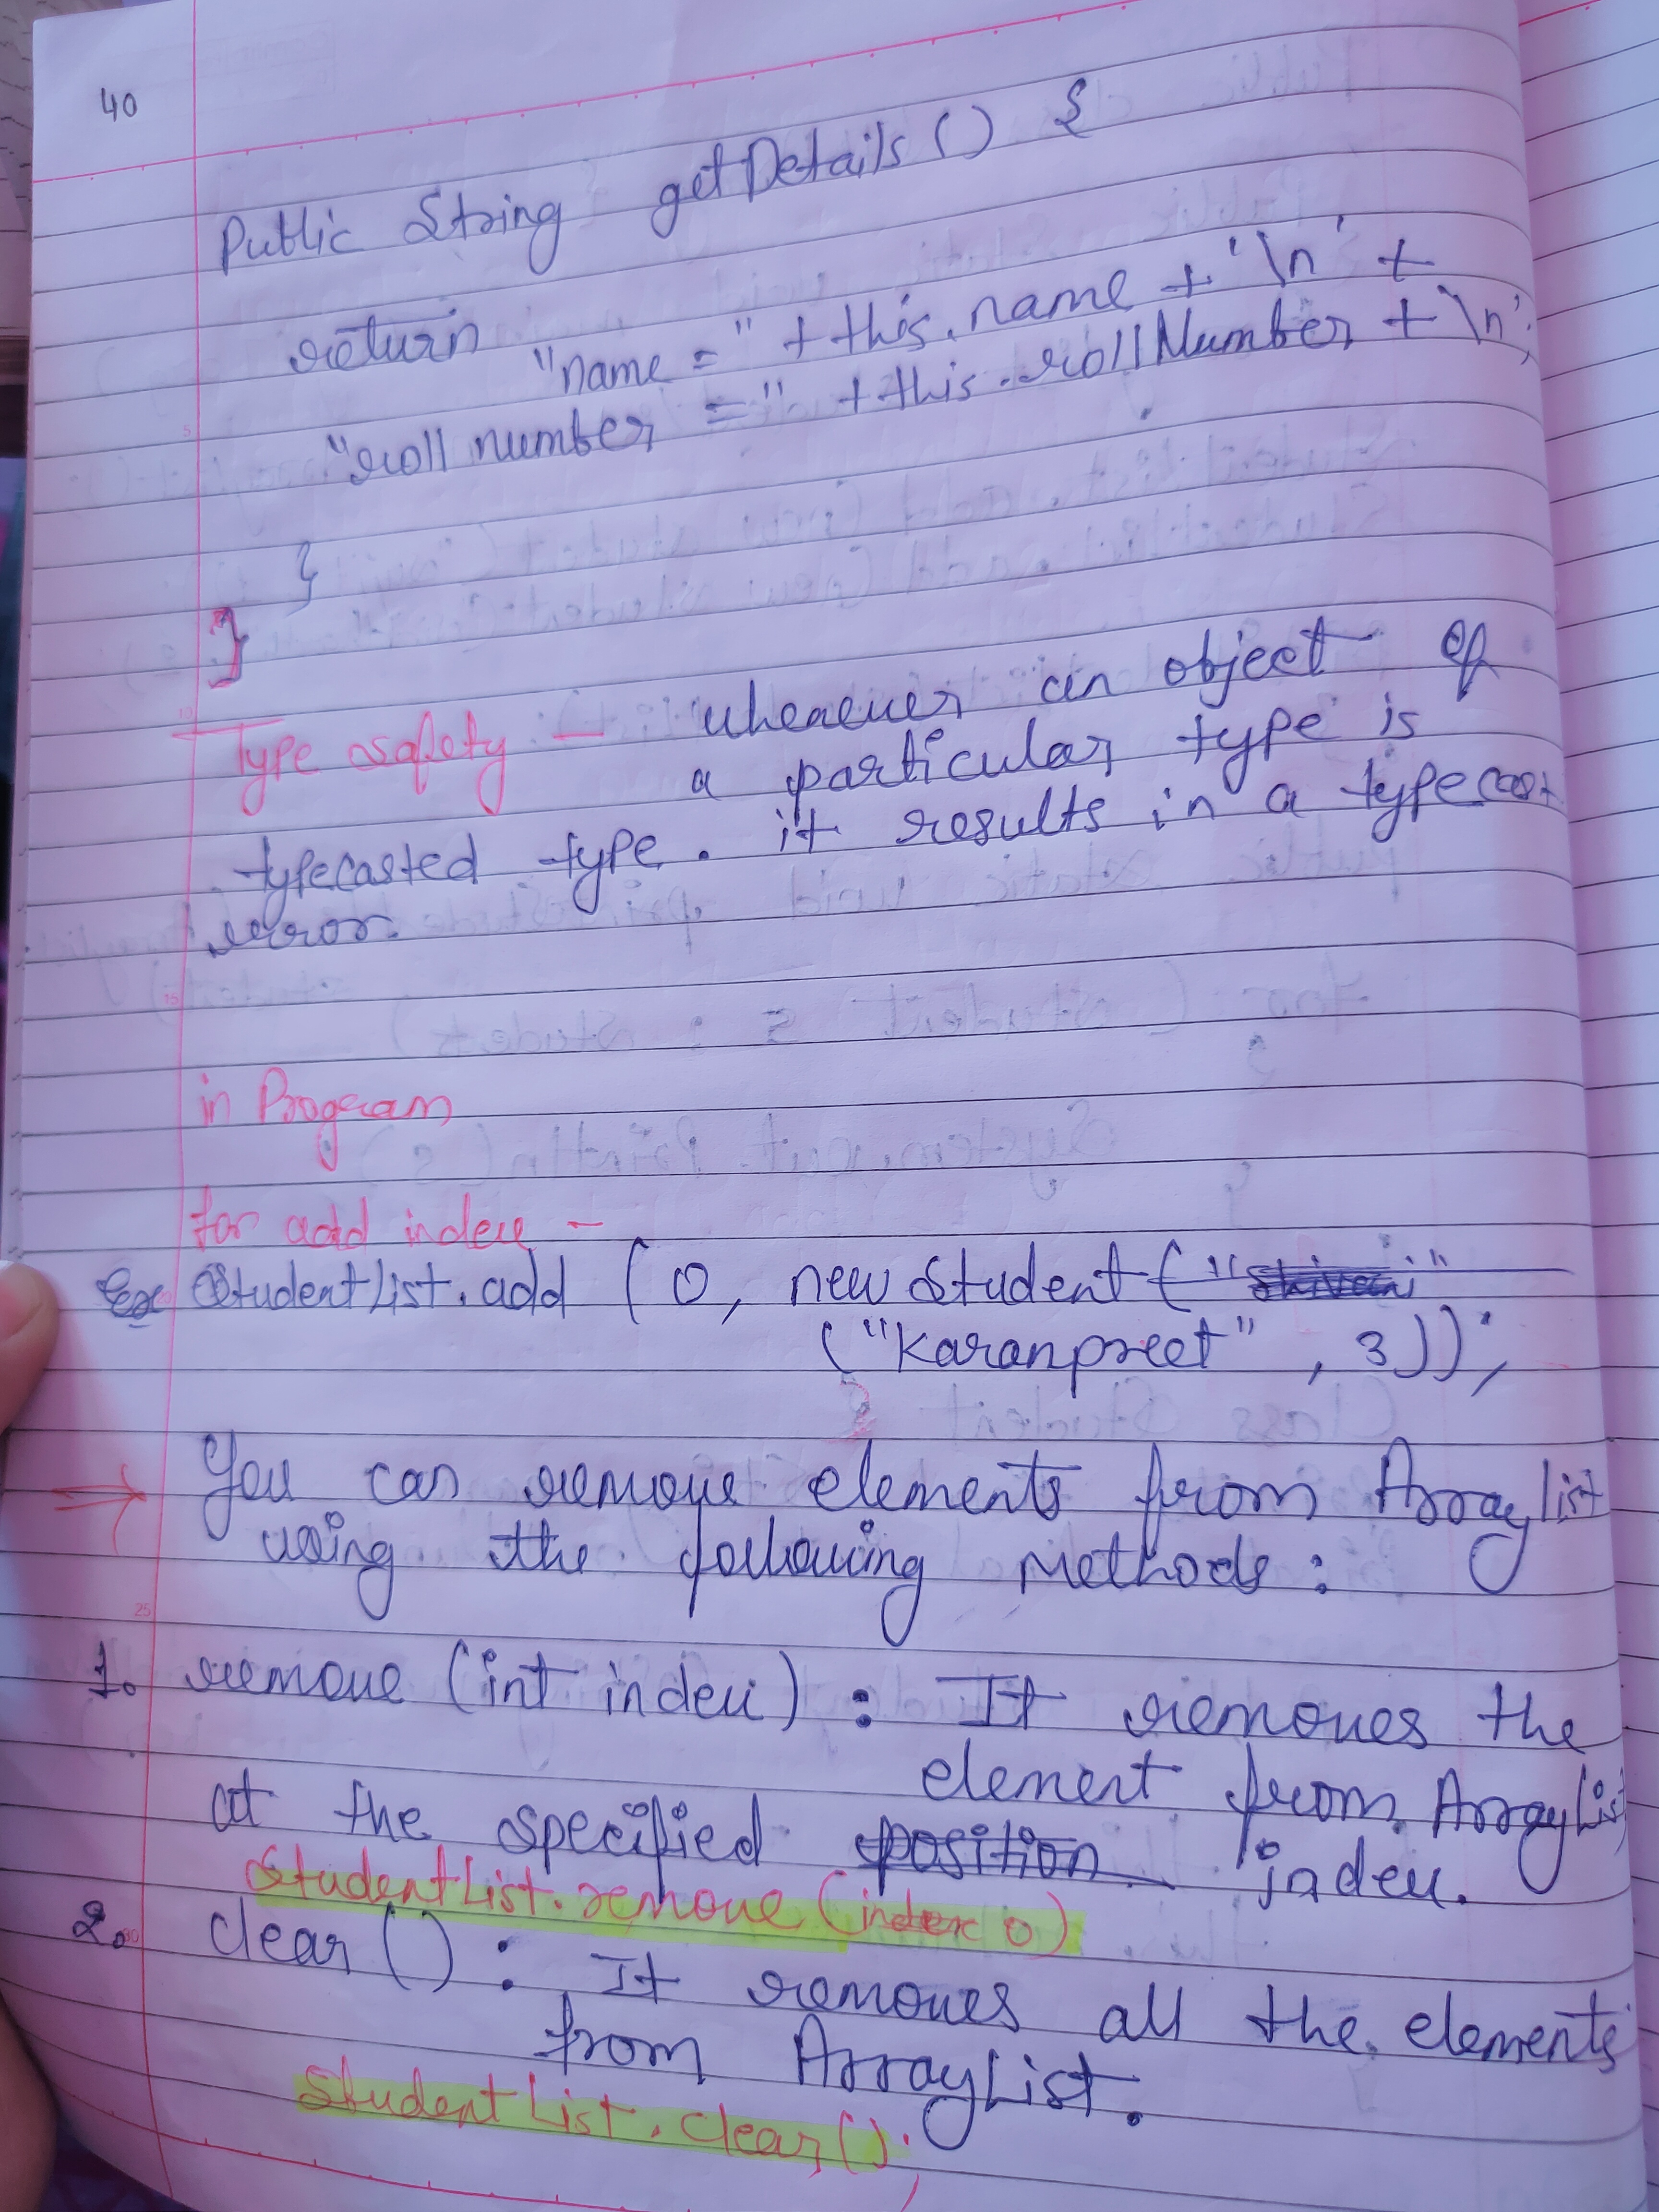 40
Public String getDetails() {
return "name =" + this.name + '\n' +
"roll number =" + this.rollNumber + \n';
}
}
Type safety - whenever an object of
a particular type is
typecasted type. it results in a typecast
error.
in Program
for add index -
Ex StudentList.add (0, new Student ( "
("Karanpreet", 3));
You can remove elements from Arraylist
using the following Methods:
1. remove (int index) : It removes the
element from ArrayList
at the specified position index.
StudentList.remove (index 0)
2. clear () : It removes all the elements
from ArrayList.
Student List. clear ();